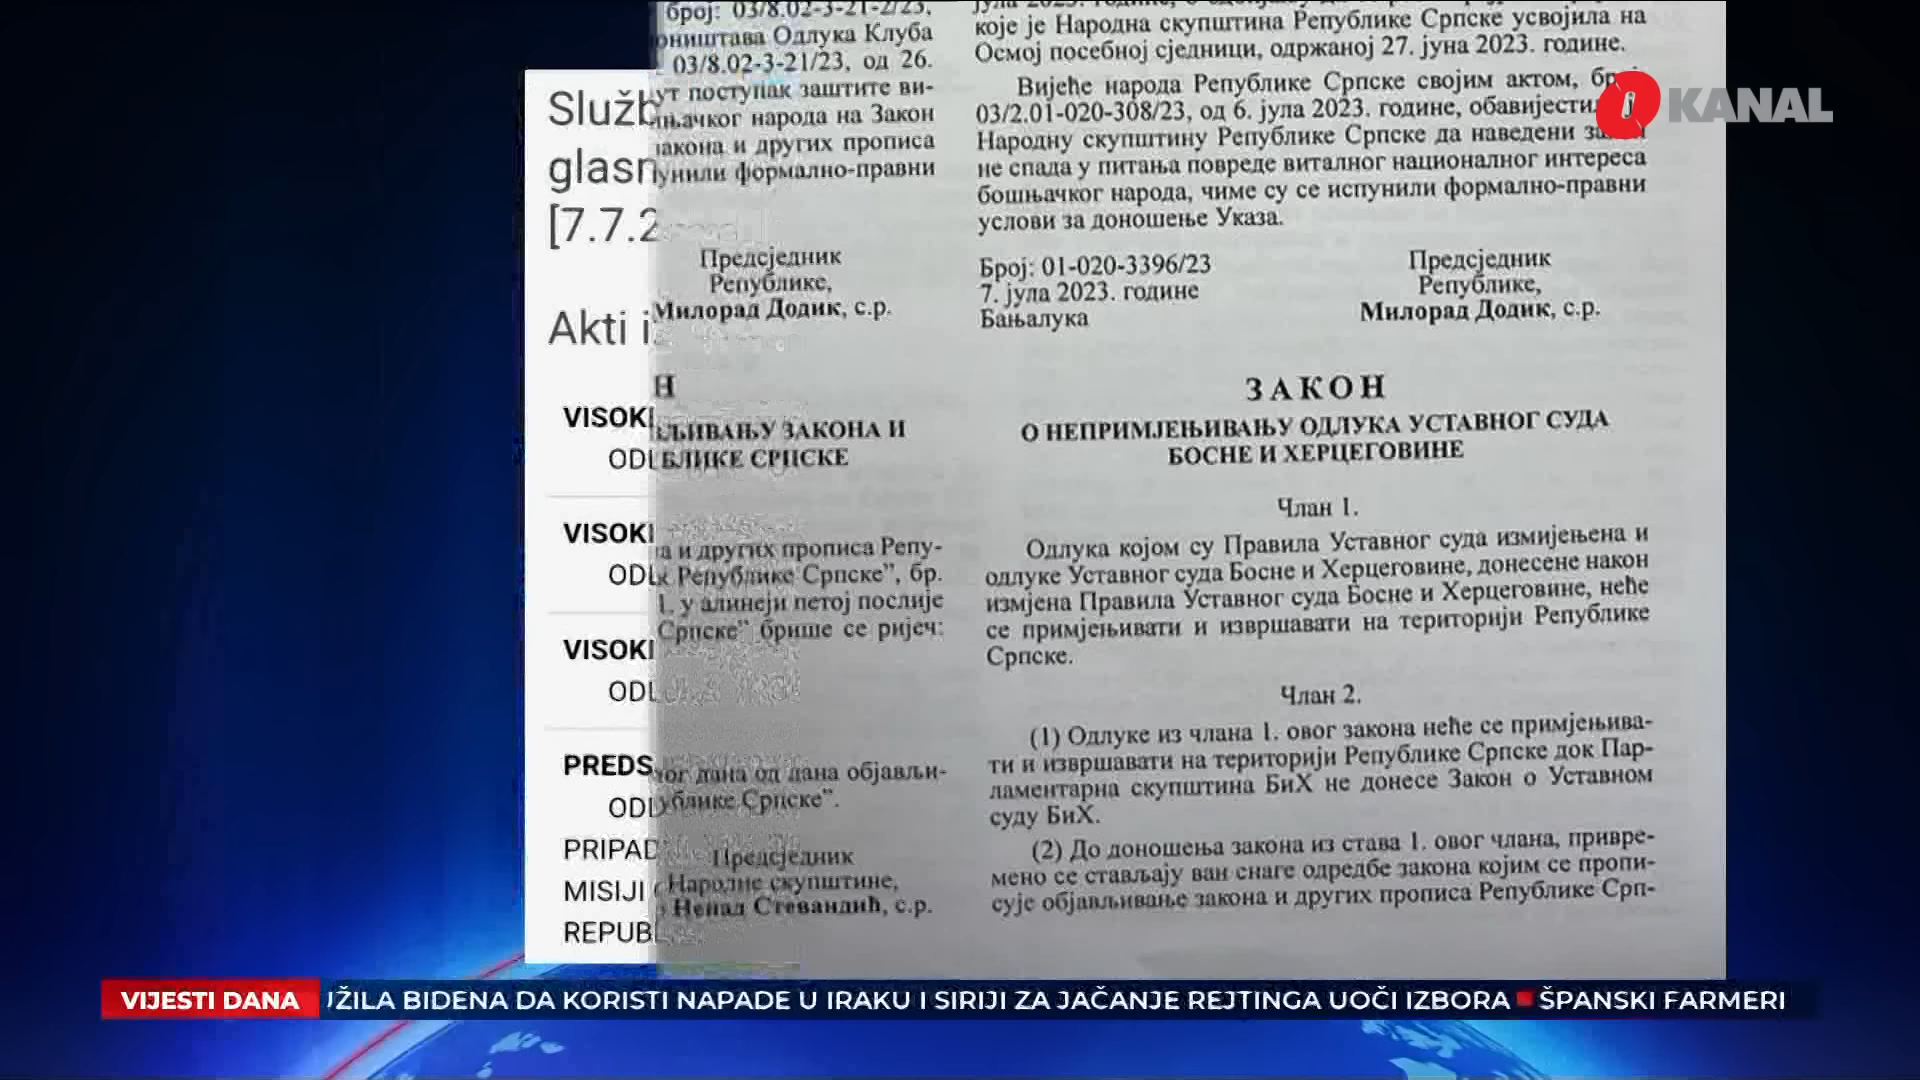 Služb
glasn
[7.7.2
Akti i
VISOKI
ODL
VISOKI
ODL
VISOKI
ODL
PREDS
ODL
PRIPAD
MISIJI
REPUB
број: 03/8.02-3-21-2/23,
оништава Одлука Клуба
03/8.02-3-21/23, од 26.
ут поступак заштите ви-
њачког народа на Закон
закона и других прописа
унили формално-правни
Предсједник
Републике,
Милорад Додик, с.р.
Н
ВЉИВАЊУ ЗАКОНА И
БЛИКЕ СРПСКЕ
а и других прописа Репу-
к Републике Српске”, бр.
1. у алинеји петој послије
Српске” брише се ријеч:
ог дана од дана објављи-
ублике Српске”.
Предсједник
Народне скупштине,
Ненад Стевандић, с.р.
које је Народна скупштина Републике Српске усвојила на
Осмој посебној сједници, одржаној 27. јуна 2023. године.
Вијеће народа Републике Српске својим актом,
03/2.01-020-308/23, од 6. јула 2023. године, обавијестил
Народну скупштину Републике Српске да наведени
не спада у питања повреде виталног националног интереса
бошњачког народа, чиме су се испунили формално-правни
услови за доношење Указа.
Број: 01-020-3396/23
7. јула 2023. године
Бањалука
Предсједник
Републике,
Милорад Додик, с.р.
ЗАКОН
О НЕПРИМЈЕЊИВАЊУ ОДЛУКА УСТАВНОГ СУДА
БОСНЕ И ХЕРЦЕГОВИНЕ
Члан 1.
Одлука којом су Правила Уставног суда измијењена и
одлуке Уставног суда Босне и Херцеговине, донесене након
измјена Правила Уставног суда Босне и Херцеговине, неће
се примјењивати и извршавати на територији Републике
Српске.
Члан 2.
(1) Одлуке из члана 1. овог закона неће се примјењива-
ти и извршавати на територији Републике Српске док Пар-
ламентарна скупштина БиХ не донесе Закон о Уставном
суду БиХ.
(2) До доношења закона из става 1. овог члана, привре-
мено се стављају ван снаге одредбе закона којим се пропи-
сује објављивање закона и других прописа Републике Срп-
KANAL
VIJESTI DANA
ŽILA BIDENA DA KORISTI NAPADE U IRAKU I SIRIJI ZA JAČANJE REJTINGA UOČI IZBORA ŠPANSKI FARMERI